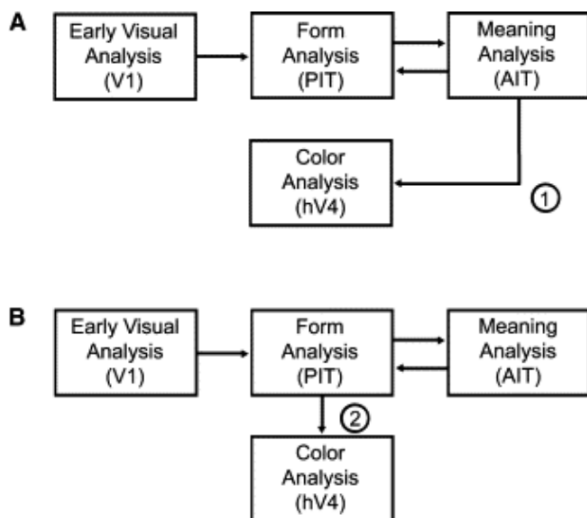 A
Early Visual
Analysis
(V1)
Form
Analysis
(PIT)
Meaning
Analysis
(AIT)
Color
Analysis
(hV4)
1
B
Early Visual
Analysis
(V1)
Form
Analysis
(PIT)
Meaning
Analysis
(AIT)
2
Color
Analysis
(hV4)